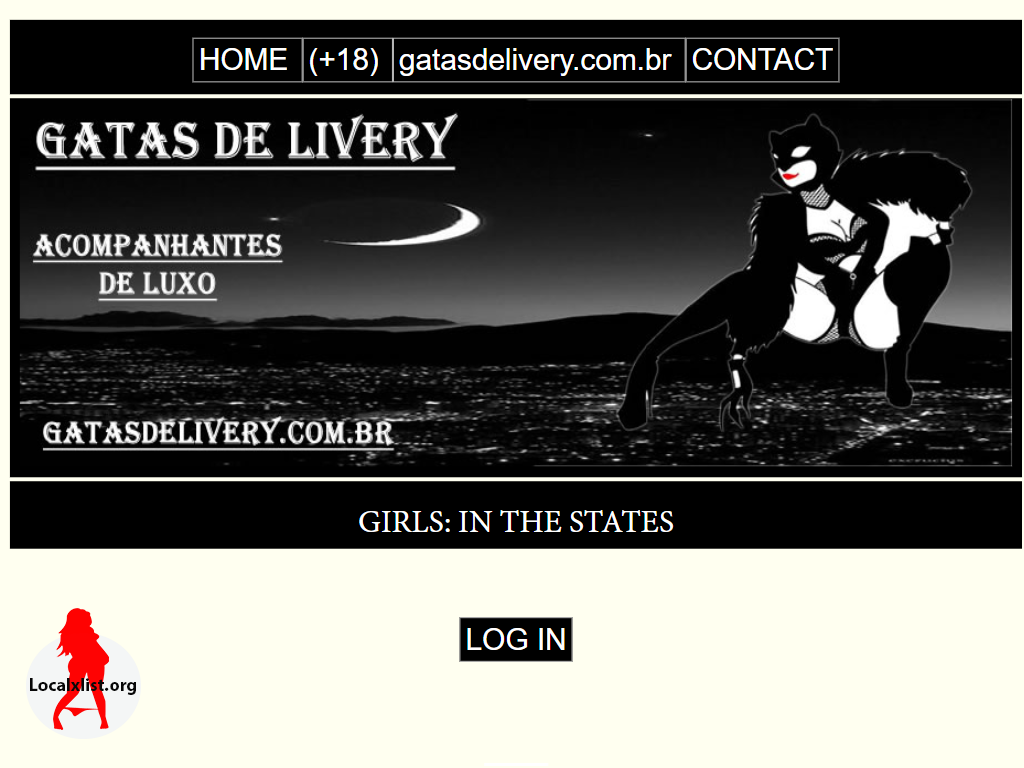 HOME (+18) gatasdelivery.com.br CONTACT
GATAS DE LIVERY
ACOMPANHANTES
DE LUXO
GATASDELIVERY.COM.BR
GIRLS: IN THE STATES
LOG IN
Localxlist.org